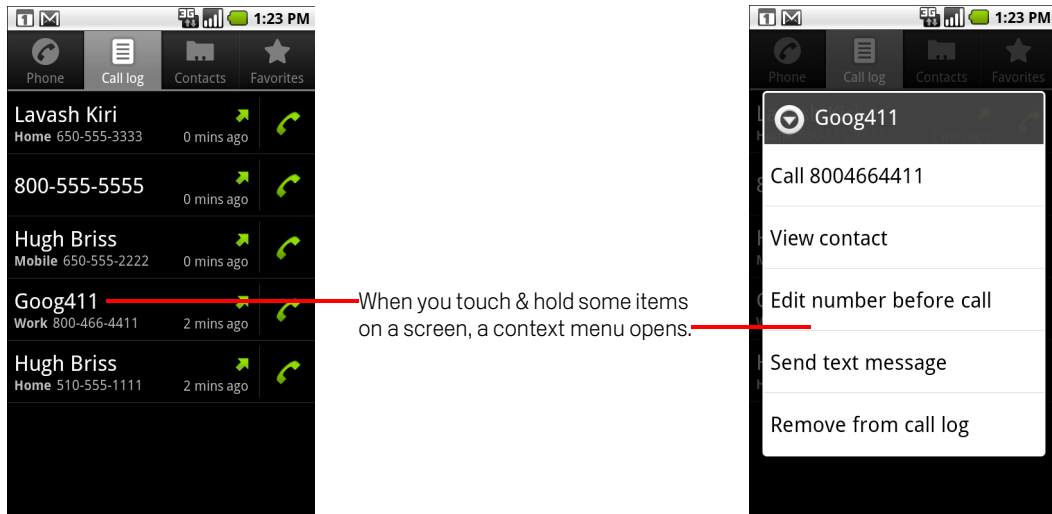 1 3G 1:23 PM
Phone Call log Contacts Favorites
Lavash Kiri
Home 650-555-3333 0 mins ago
800-555-5555
0 mins ago
Hugh Briss
Mobile 650-555-2222 0 mins ago
Goog411
Work 800-466-4411 2 mins ago
Hugh Briss
Home 510-555-1111 2 mins ago
When you touch & hold some items
on a screen, a context menu opens.
1 3G 1:23 PM
Phone Call log Contacts Favorites
Goog411
Call 8004664411
View contact
Edit number before call
Send text message
Remove from call log